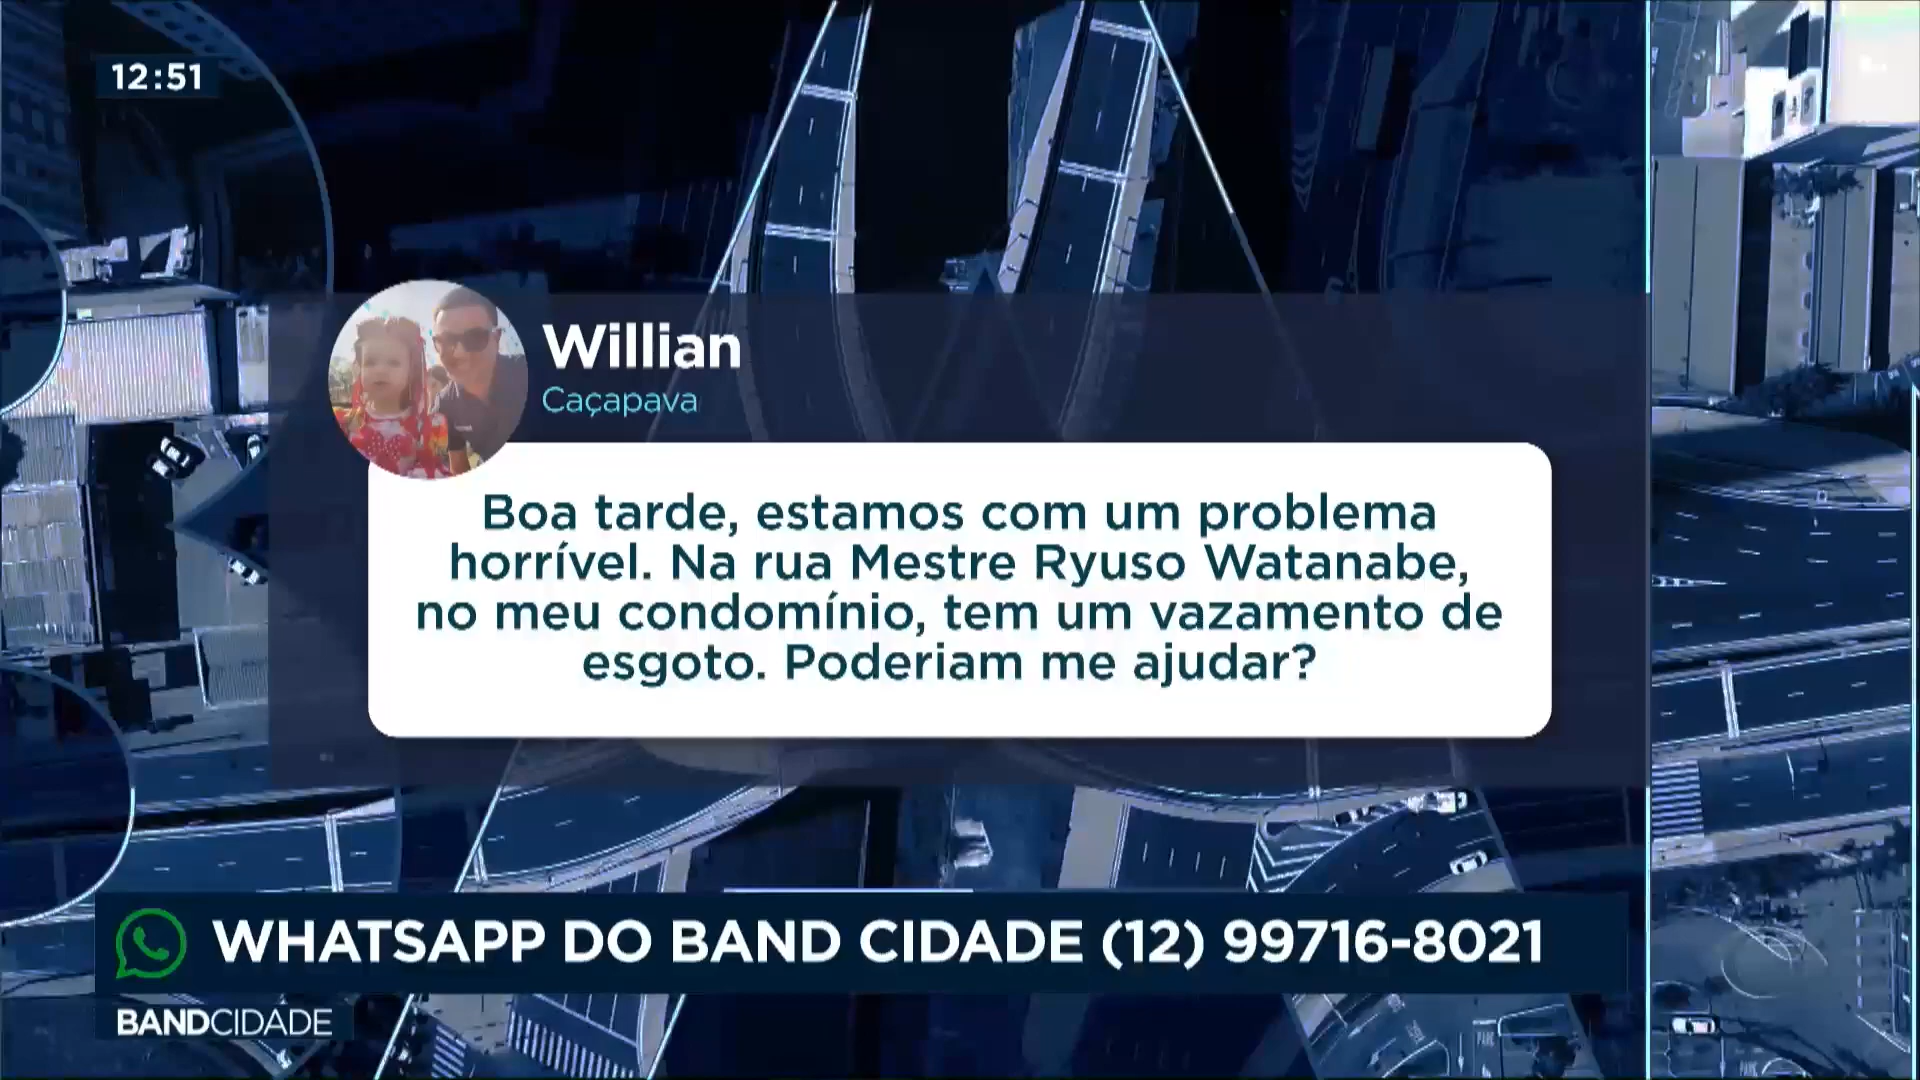 12:51
Willian
Caçapava
Boa tarde, estamos com um problema
horrível. Na rua Mestre Ryuso Watanabe,
no meu condomínio, tem um vazamento de
esgoto. Poderiam me ajudar?
WHATSAPP DO BAND CIDADE (12) 99716-8021
BANDCIDADE